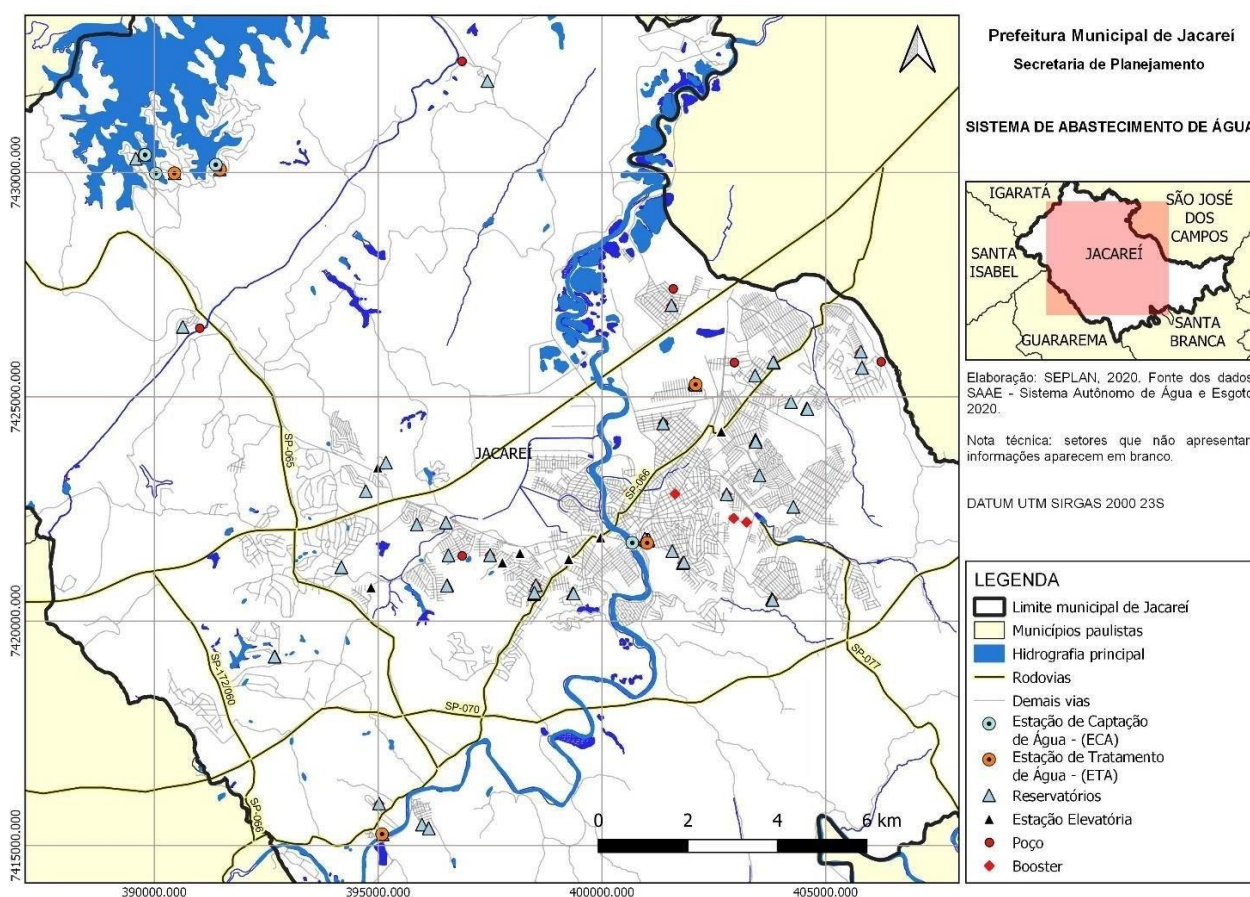 Prefeitura Municipal de Jacareí
Secretaria de Planejamento
SISTEMA DE ABASTECIMENTO DE ÁGUA
IGARATÁ
SÃO JOSÉ
DOS
CAMPOS
SANTA
ISABEL
JACAREÍ
GUARAREMA
SANTA
BRANCA
Elaboração: SEPLAN, 2020. Fonte dos dados
SAAE - Sistema Autônomo de Água e Esgoto
2020.
Nota técnica: setores que não apresentam
informações aparecem em branco.
DATUM UTM SIRGAS 2000 23S
LEGENDA
Limite municipal de Jacareí
Municípios paulistas
Hidrografia principal
Rodovias
Demais vias
Estação de Captação
de Água - (ECA)
Estação de Tratamento
de Água - (ETA)
Reservatórios
Estação Elevatória
Poço
Booster
7430000.000
7425000.000
7420000.000
7415000.000
390000.000
395000.000
400000.000
405000.000
JACAREÍ
SP-065
SP-066
SP-172/060
SP-070
SP-077
SP-066
0 2 4 6 km